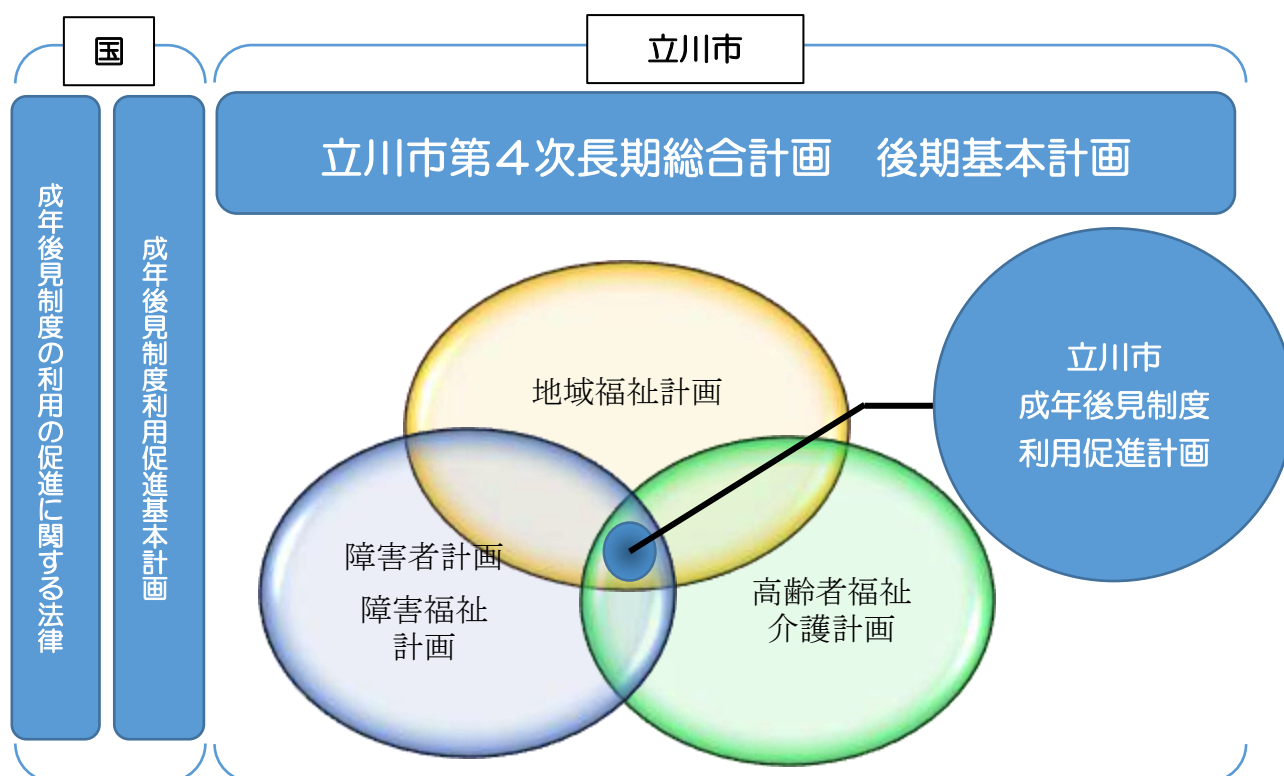 国
立川市
成年後見制度の利用の促進に関する法律
成年後見制度利用促進基本計画
立川市第４次長期総合計画　後期基本計画
地域福祉計画
立川市
成年後見制度
利用促進計画
障害者計画
障害福祉
計画
高齢者福祉
介護計画